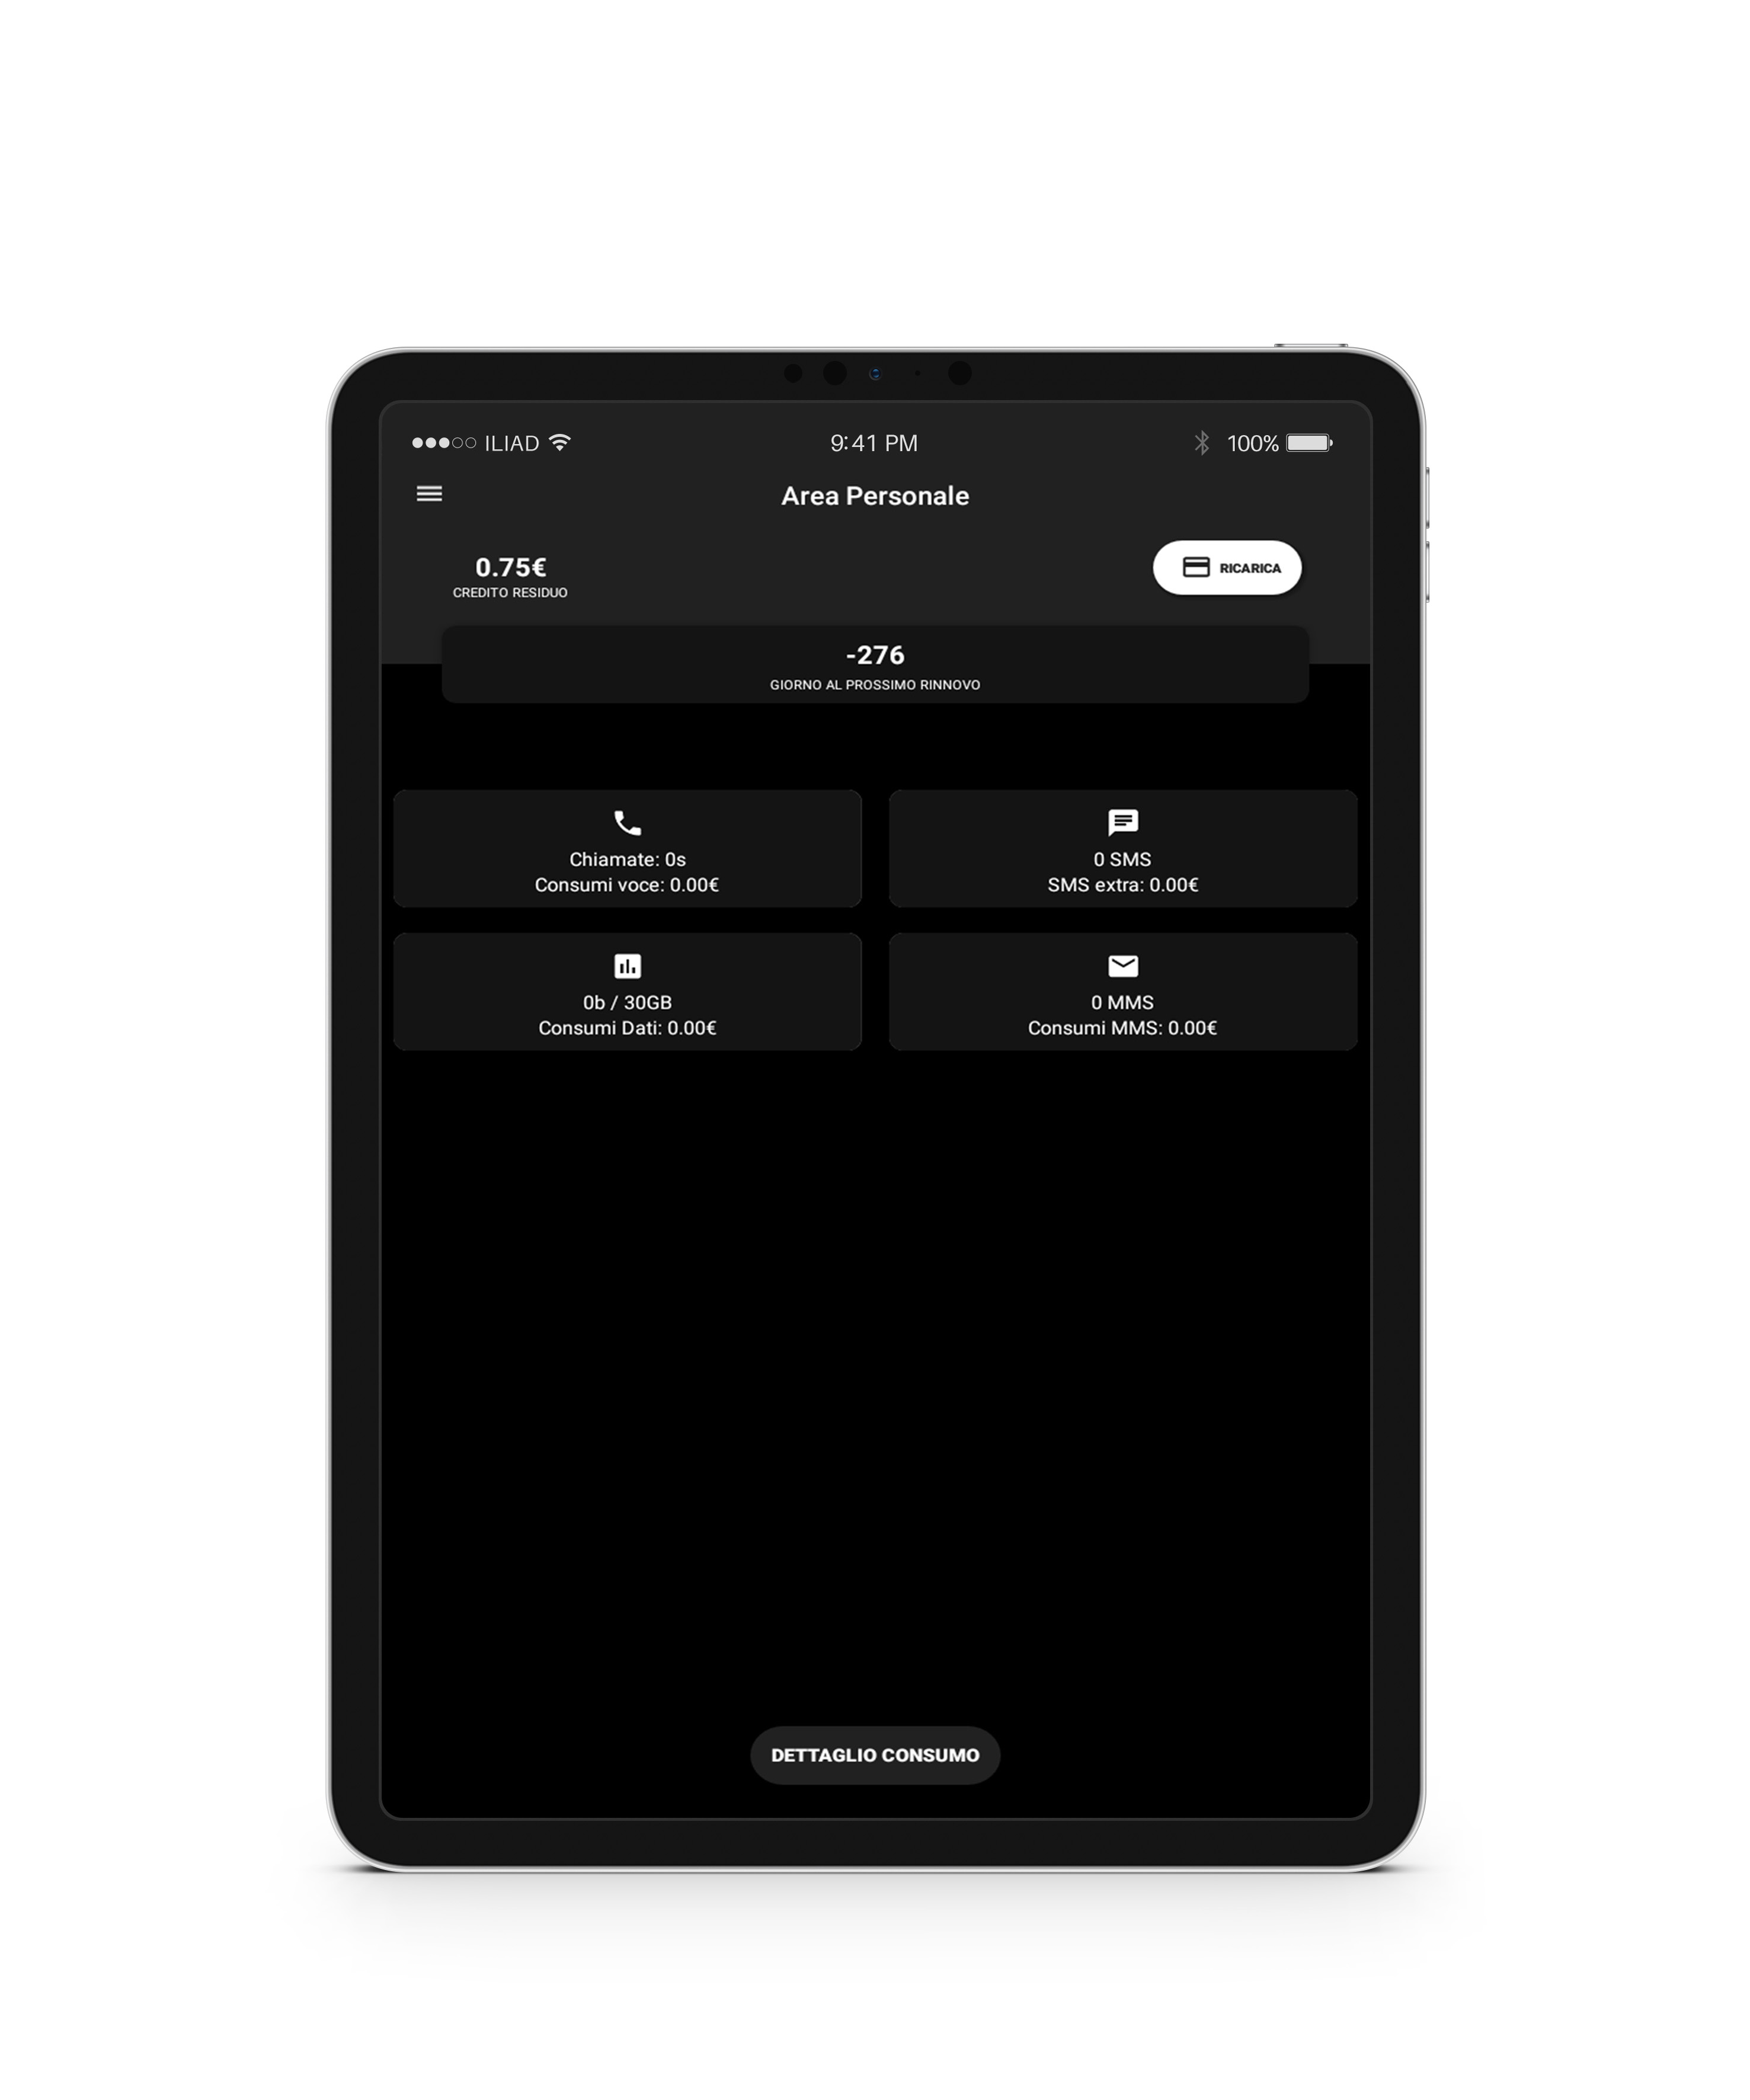 ILIAD
9:41 PM
100%
Area Personale
0.75€
CREDITO RESIDUO
RICARICA
-276
GIORNO AL PROSSIMO RINNOVO
Chiamate: 0s
Consumi voce: 0.00€
0 SMS
SMS extra: 0.00€
0b / 30GB
Consumi Dati: 0.00€
0 MMS
Consumi MMS: 0.00€
DETTAGLIO CONSUMO